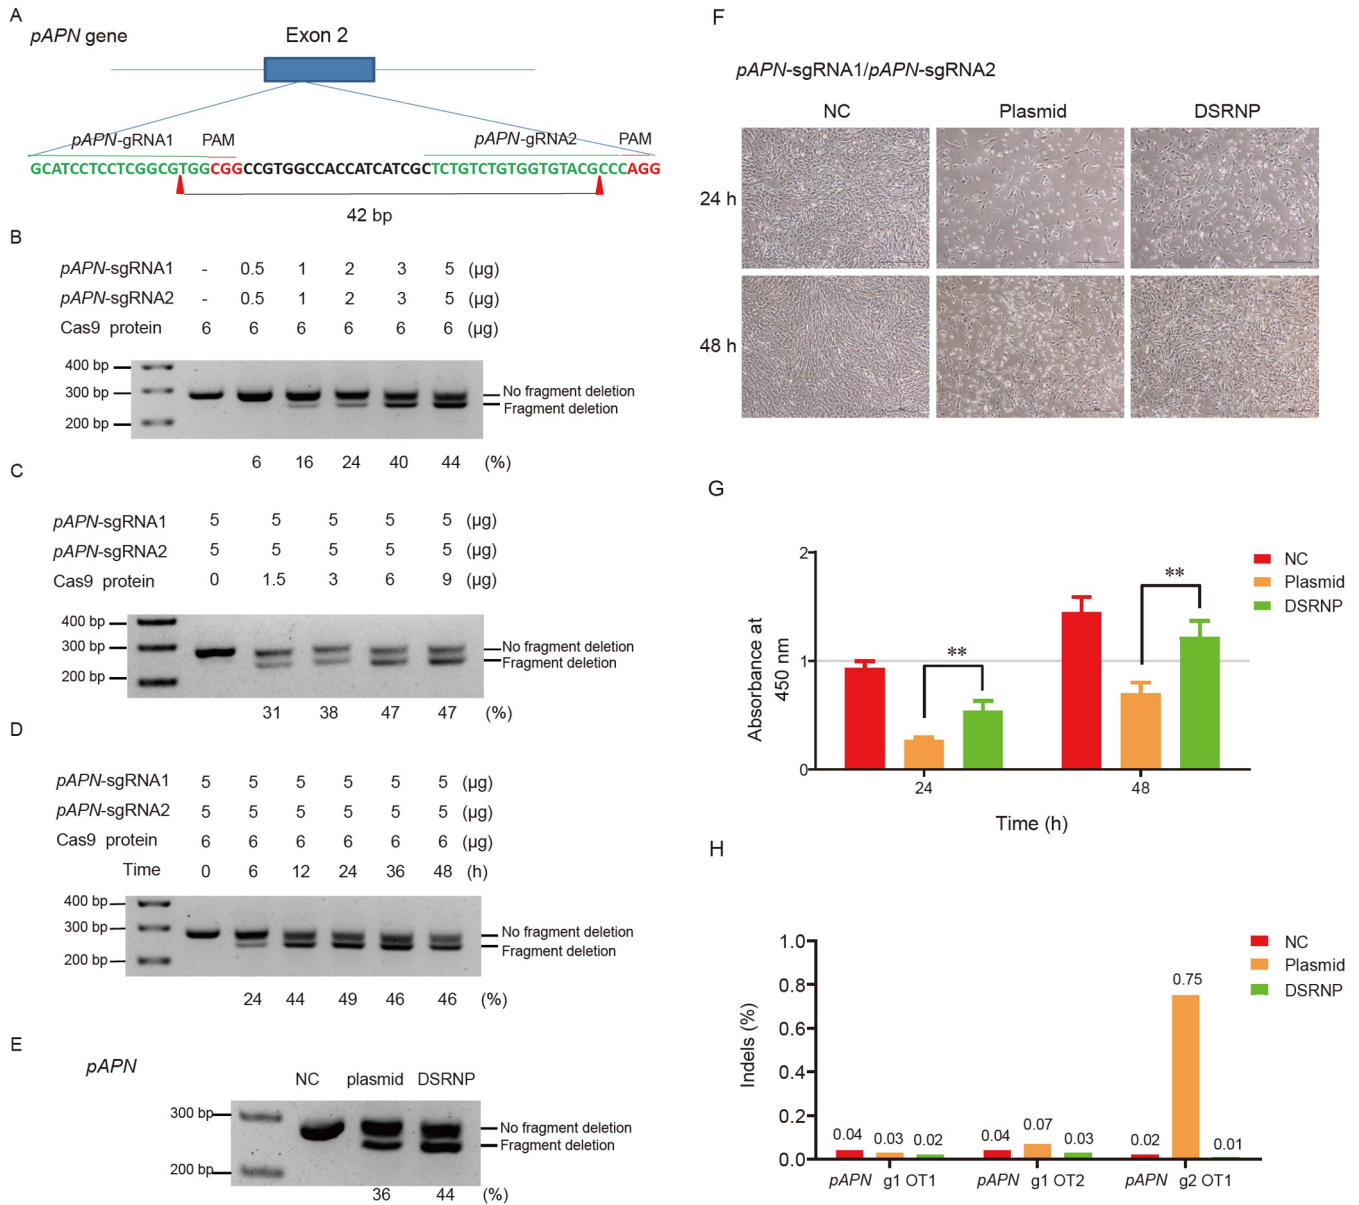 A
pAPN gene
Exon 2
pAPN-gRNA1 PAM pAPN-gRNA2 PAM
GCATCCTCCTCGGCGTGGCGGCCGTGGCCACCATCATCGCTCTGTCTGTGGTGTACGCCCAGG
42 bp
B
pAPN-sgRNA1 - 0.5 1 2 3 5 (µg)
pAPN-sgRNA2 - 0.5 1 2 3 5 (µg)
Cas9 protein 6 6 6 6 6 6 (µg)
400 bp
300 bp
200 bp
No fragment deletion
Fragment deletion
6 16 24 40 44 (%)
C
pAPN-sgRNA1 5 5 5 5 5 (µg)
pAPN-sgRNA2 5 5 5 5 5 (µg)
Cas9 protein 0 1.5 3 6 9 (µg)
400 bp
300 bp
200 bp
No fragment deletion
Fragment deletion
31 38 47 47 (%)
D
pAPN-sgRNA1 5 5 5 5 5 5 (µg)
pAPN-sgRNA2 5 5 5 5 5 5 (µg)
Cas9 protein 6 6 6 6 6 6 (µg)
Time 0 6 12 24 36 48 (h)
400 bp
300 bp
200 bp
No fragment deletion
Fragment deletion
24 44 49 46 46 (%)
E
pAPN
NC plasmid DSRNP
300 bp
200 bp
No fragment deletion
Fragment deletion
36 44 (%)
F
pAPN-sgRNA1/pAPN-sgRNA2
NC Plasmid DSRNP
24 h
48 h
G
Absorbance at
450 nm
2
1
0
**
**
24 48
Time (h)
NC
Plasmid
DSRNP
H
Indels (%)
1.0
0.8
0.6
0.4
0.2
0.0
0.04 0.03 0.02 0.04 0.07 0.03 0.02 0.75 0.01
pAPN g1 OT1 pAPN g1 OT2 pAPN g2 OT1
NC
Plasmid
DSRNP